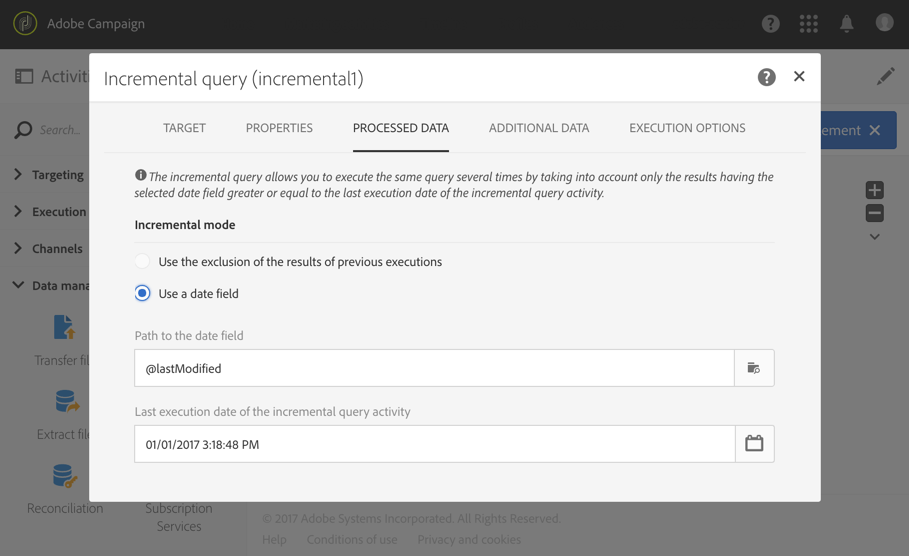 Adobe Campaign
Activiti
Incremental query (incremental1)
ement
Search...
TARGET PROPERTIES PROCESSED DATA ADDITIONAL DATA EXECUTION OPTIONS
The incremental query allows you to execute the same query several times by taking into account only the results having the
selected date field greater or equal to the last execution date of the incremental query activity.
Targeting
Execution
Channels
Data mana
Incremental mode
Use the exclusion of the results of previous executions
Use a date field
Path to the date field
@lastModified
Last execution date of the incremental query activity
01/01/2017 3:18:48 PM
Transfer fil
Extract file
Reconciliation
Subscription
Services
© 2017 Adobe Systems Incorporated. All Rights Reserved.
Help Conditions of use Privacy and cookies